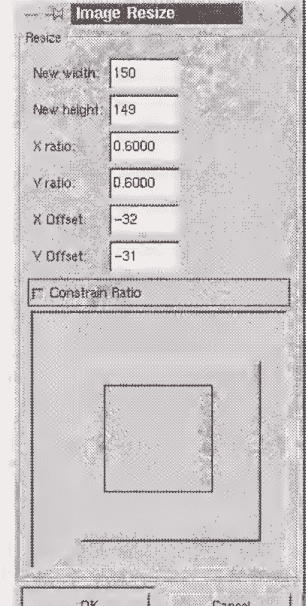 Image Resize
Resize
New width: 150
New height: 149
X ratio: 0.6000
Y ratio: 0.6000
X Offset: -32
Y Offset: -31
Constrain Ratio
OK Cancel